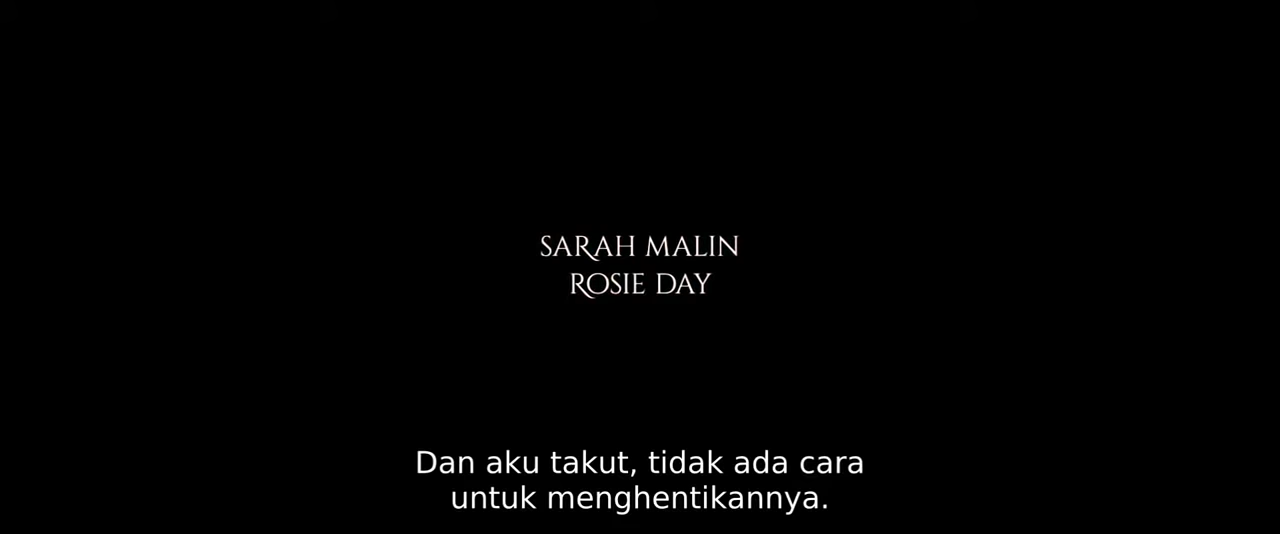 SARAH MALIN
ROSIE DAY
Dan aku takut, tidak ada cara
untuk menghentikannya.